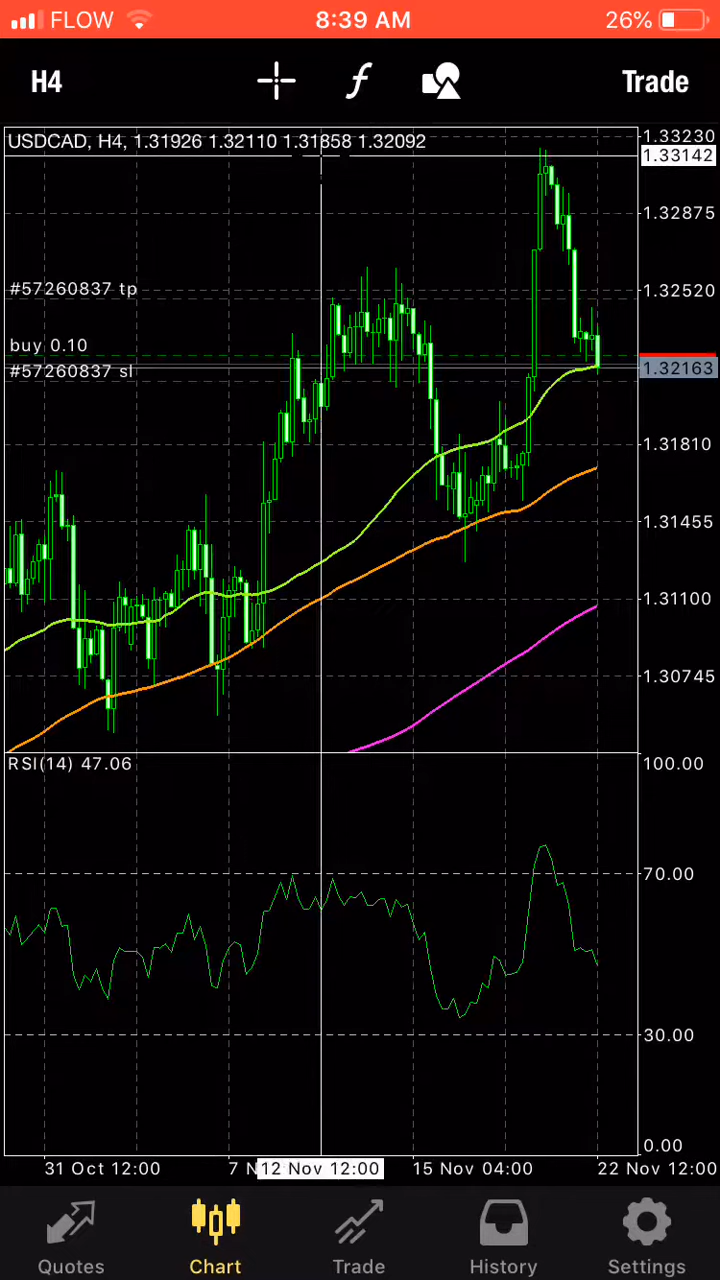 FLOW 8:39 AM 26%
H4 f Trade
USDCAD, H4, 1.31926 1.32110 1.31858 1.32092
1.33230
1.33142
1.32875
#57260837 tp
1.32520
buy 0.10
#57260837 sl
1.32163
1.31810
1.31455
1.31100
1.30745
RSI(14) 47.06
100.00
70.00
30.00
0.00
31 Oct 12:00 7 N 12 Nov 12:00 15 Nov 04:00 22 Nov 12:00
Quotes Chart Trade History Settings